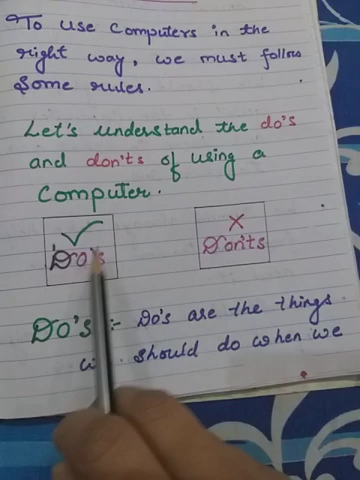 To use computers in the
right way, we must follow
some rules.
Let's understand the do's
and don'ts of using a
Computer.
Do's
Don'ts
Do's :- Do's are the things
should do when we